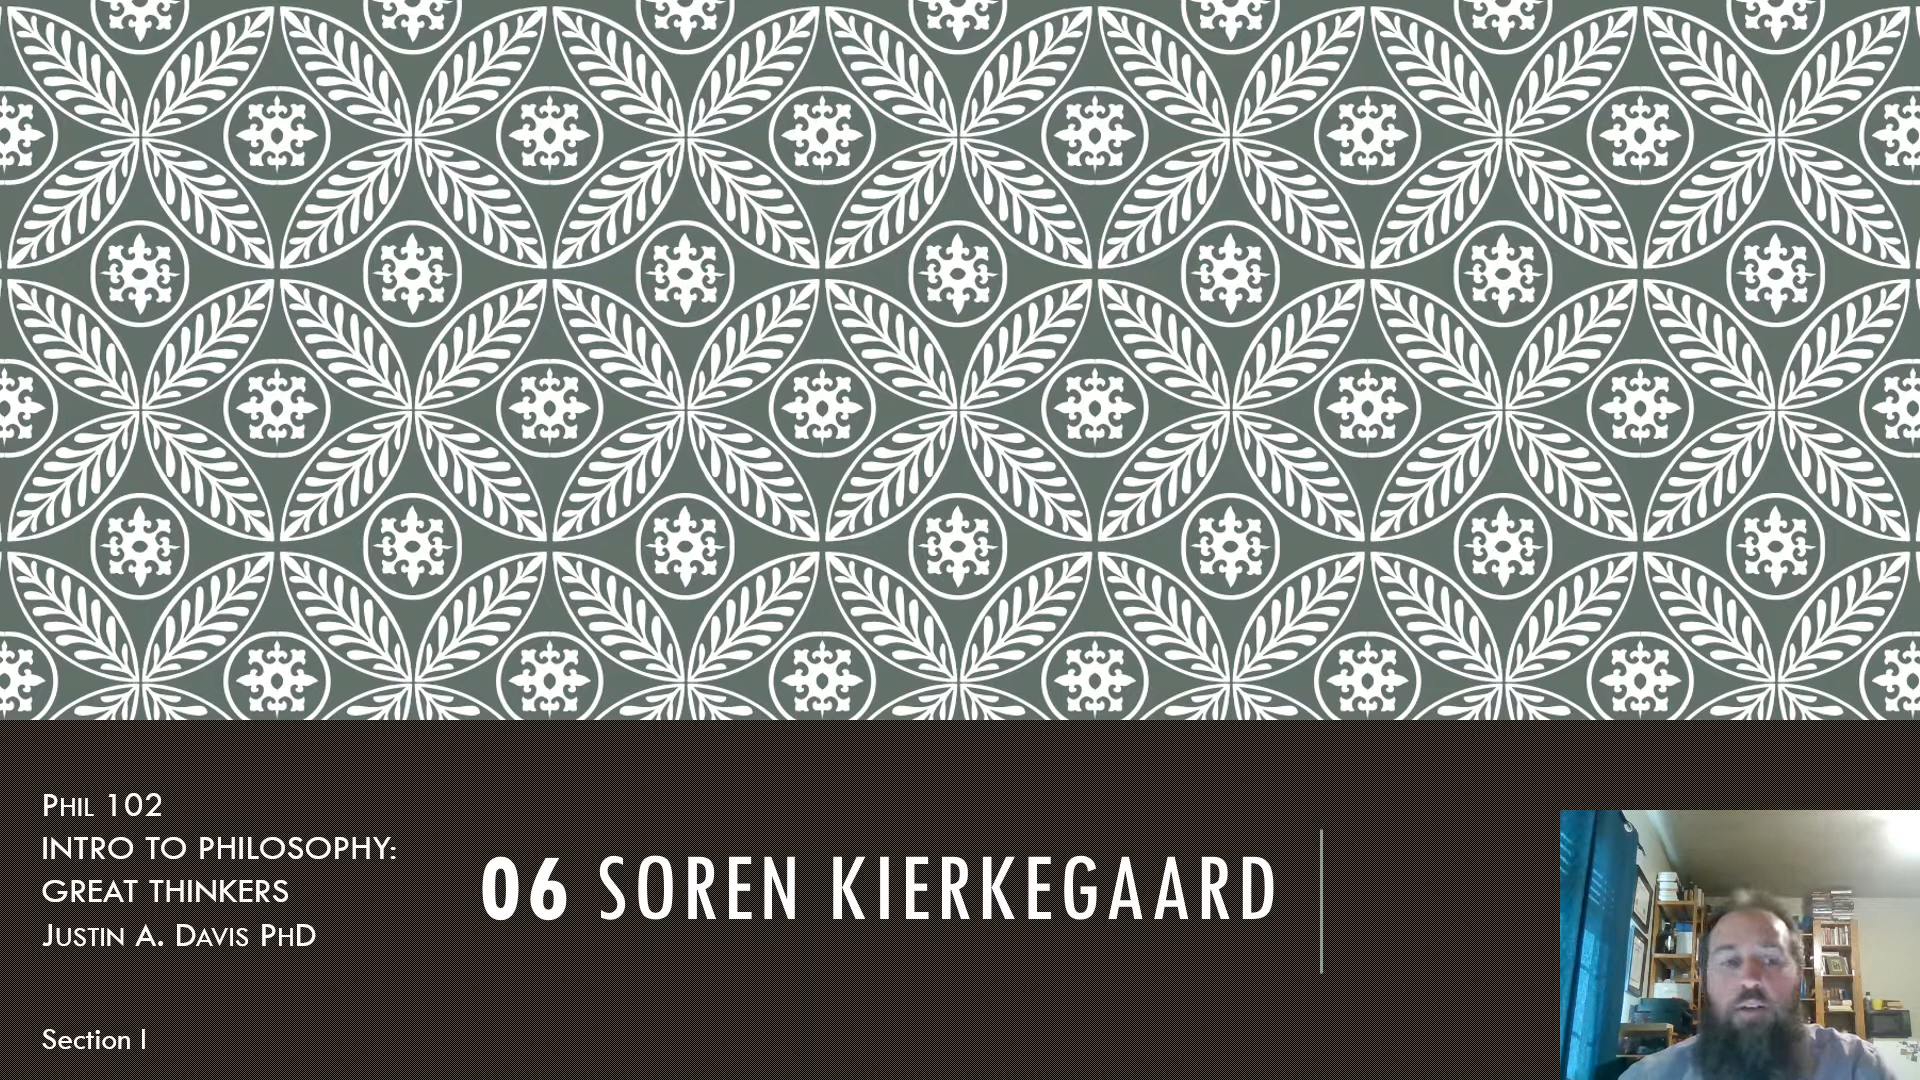 Phil 102
INTRO TO PHILOSOPHY:
GREAT THINKERS
Justin A. Davis PhD
06 SOREN KIERKEGAARD
Section I